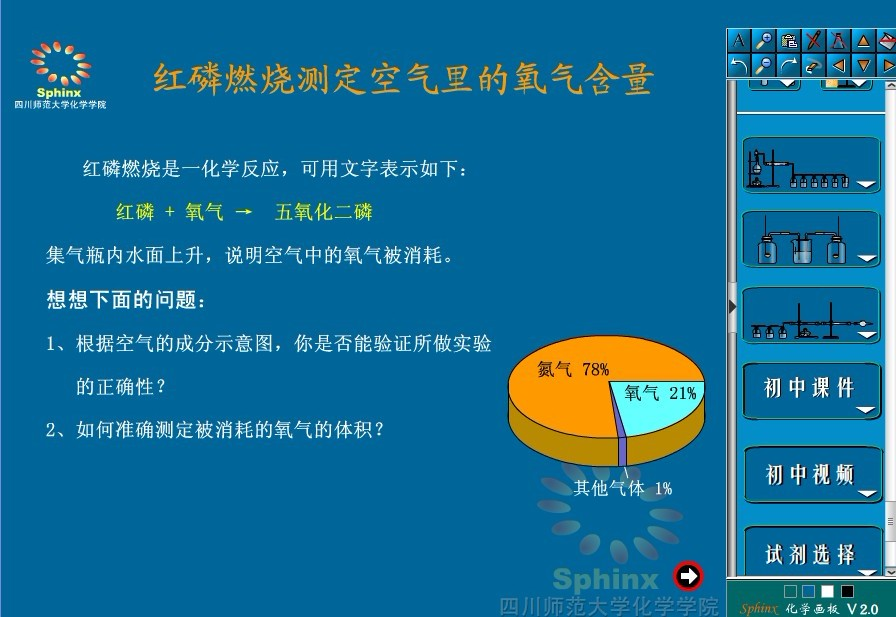 Sphinx
四川师范大学化学学院
红磷燃烧测定空气里的氧气含量
红磷燃烧是一化学反应，可用文字表示如下：
红磷 + 氧气 → 五氧化二磷
集气瓶内水面上升，说明空气中的氧气被消耗。
想想下面的问题：
1、根据空气的成分示意图，你是否能验证所做实验
的正确性？
2、如何准确测定被消耗的氧气的体积？
氮气 78%
氧气 21%
其他气体 1%
Sphinx
四川师范大学化学学院
初中课件
初中视频
试剂选择
Sphinx 化学画板 V 2.0